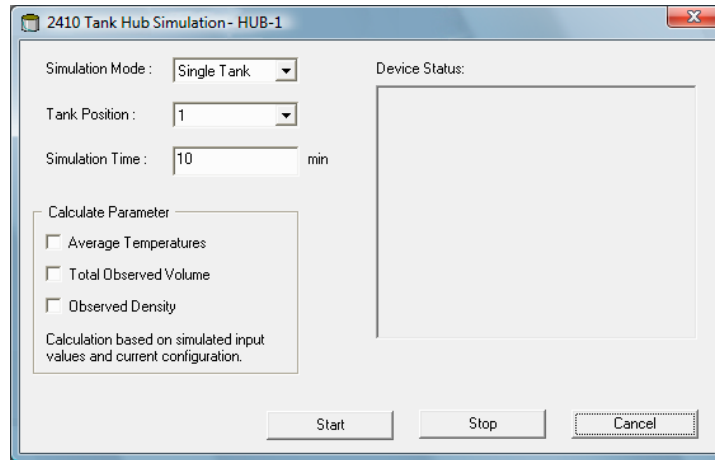 2410 Tank Hub Simulation - HUB-1
Simulation Mode : Single Tank
Tank Position : 1
Simulation Time : 10 min
Device Status:
Calculate Parameter
Average Temperatures
Total Observed Volume
Observed Density
Calculation based on simulated input
values and current configuration.
Start Stop Cancel